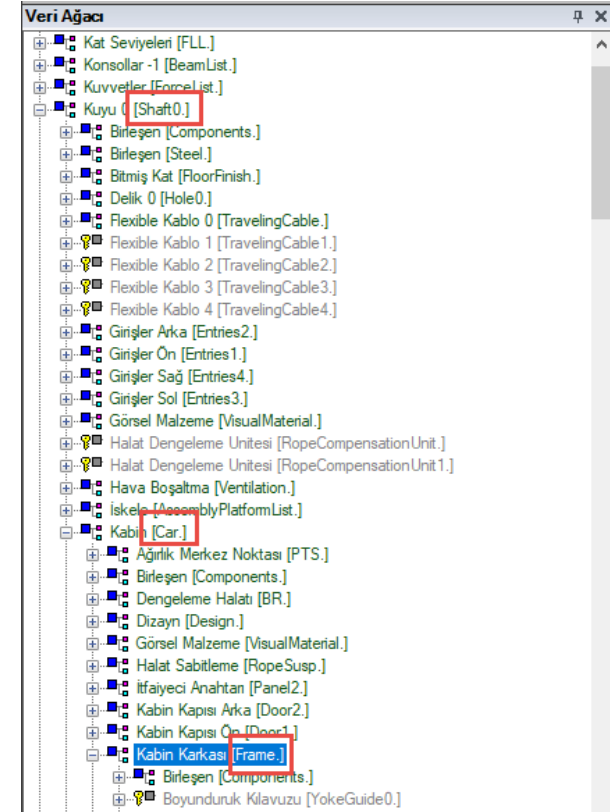 Veri Ağacı
Kat Seviyeleri [FLL.]
Konsollar -1 [BeamList.]
Kuvvetler [ForceList.]
Kuyu 0 [Shaft0.]
Birleşen [Components.]
Birleşen [Steel.]
Bitmiş Kat [FloorFinish.]
Delik 0 [Hole0.]
Flexible Kablo 0 [TravelingCable.]
Flexible Kablo 1 [TravelingCable1.]
Flexible Kablo 2 [TravelingCable2.]
Flexible Kablo 3 [TravelingCable3.]
Flexible Kablo 4 [TravelingCable4.]
Girişler Arka [Entries2.]
Girişler Ön [Entries1.]
Girişler Sağ [Entries4.]
Girişler Sol [Entries3.]
Görsel Malzeme [VisualMaterial.]
Halat Dengeleme Unitesi [RopeCompensationUnit.]
Halat Dengeleme Unitesi [RopeCompensationUnit1.]
Hava Boşaltma [Ventilation.]
İskele [AssemblyPlatformList.]
Kabin [Car.]
Ağırlık Merkez Noktası [PTS.]
Birleşen [Components.]
Dengeleme Halatı [BR.]
Dizayn [Design.]
Görsel Malzeme [VisualMaterial.]
Halat Sabitleme [RopeSusp.]
İtfaiyeci Anahtarı [Panel2.]
Kabin Kapısı Arka [Door2.]
Kabin Kapısı Ön [Door1.]
Kabin Karkası [Frame.]
Birleşen [Components.]
Boyunduruk Kılavuzu [YokeGuide0.]